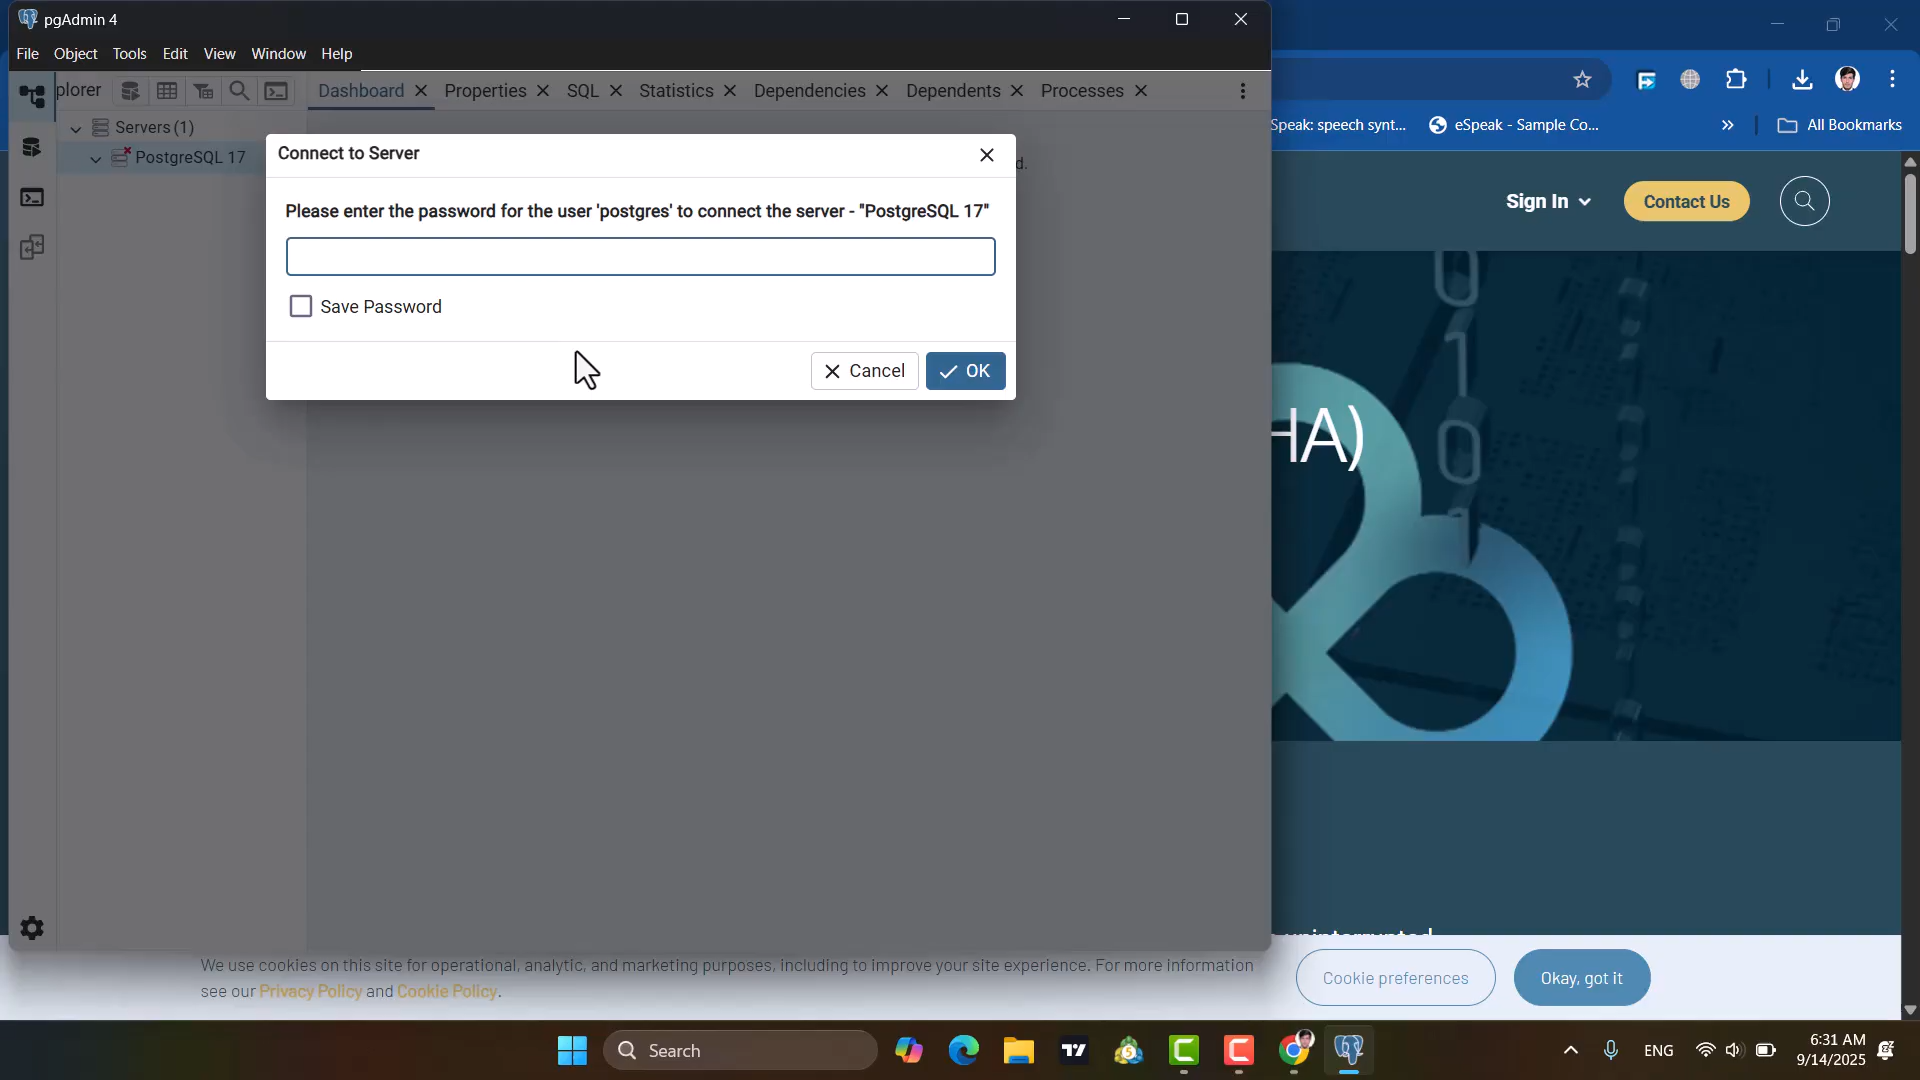 pgAdmin 4
File Object Tools Edit View Window Help
plorer
Dashboard Properties SQL Statistics Dependencies Dependents Processes
Servers (1)
PostgreSQL 17
d.
Connect to Server
Please enter the password for the user 'postgres' to connect the server - "PostgreSQL 17"
Save Password
Cancel OK
Speak: speech synt... eSpeak - Sample Co... » All Bookmarks
Sign In Contact Us
HA)
We use cookies on this site for operational, analytic, and marketing purposes, including to improve your site experience. For more information
see our Privacy Policy and Cookie Policy.
Cookie preferences Okay, got it
Search
ENG
6:31 AM
9/14/2025